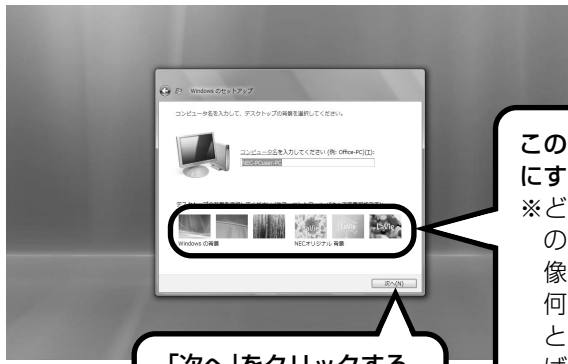 Windows のセットアップ
コンピュータ名を入力して、デスクトップの背景を選択してください。
コンピュータ名を入力してください (例: Office-PC)(T):
NEC-PCuser-PC
LaVie
LaVie
LaVie
Windows の背景
NECオリジナル 背景
次へ(N)
「次へ」をクリックする
この
にす
※ど
の
像
何
と
ば